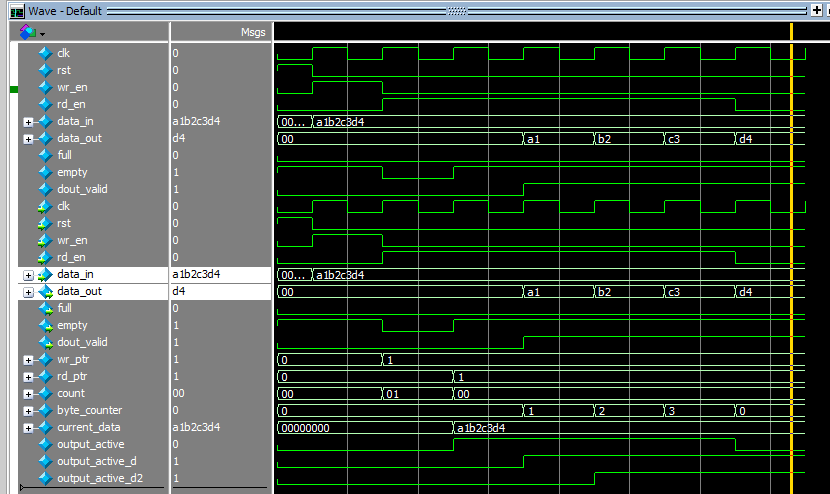 Wave - Default
Msgs
clk 0
rst 0
wr_en 0
rd_en 0
data_in a1b2c3d4 00... a1b2c3d4
data_out d4 00 a1 b2 c3 d4
full 0
empty 1
dout_valid 1
clk 0
rst 0
wr_en 0
rd_en 0
data_in a1b2c3d4 00... a1b2c3d4
data_out d4 00 a1 b2 c3 d4
full 0
empty 1
dout_valid 1
wr_ptr 1 0 1
rd_ptr 1 0 1
count 00 00 01 00
byte_counter 0 0 1 2 3 0
current_data a1b2c3d4 00000000 a1b2c3d4
output_active 0
output_active_d 1
output_active_d2 1